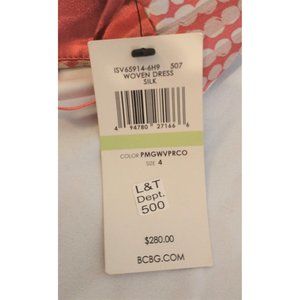 ISV65914-6H9 507
WOVEN DRESS
SILK
4 94780 27166 6
COLOR PMGWVPRCO
SIZE 4
L&T
Dept.
500
$280.00
BCBG.COM